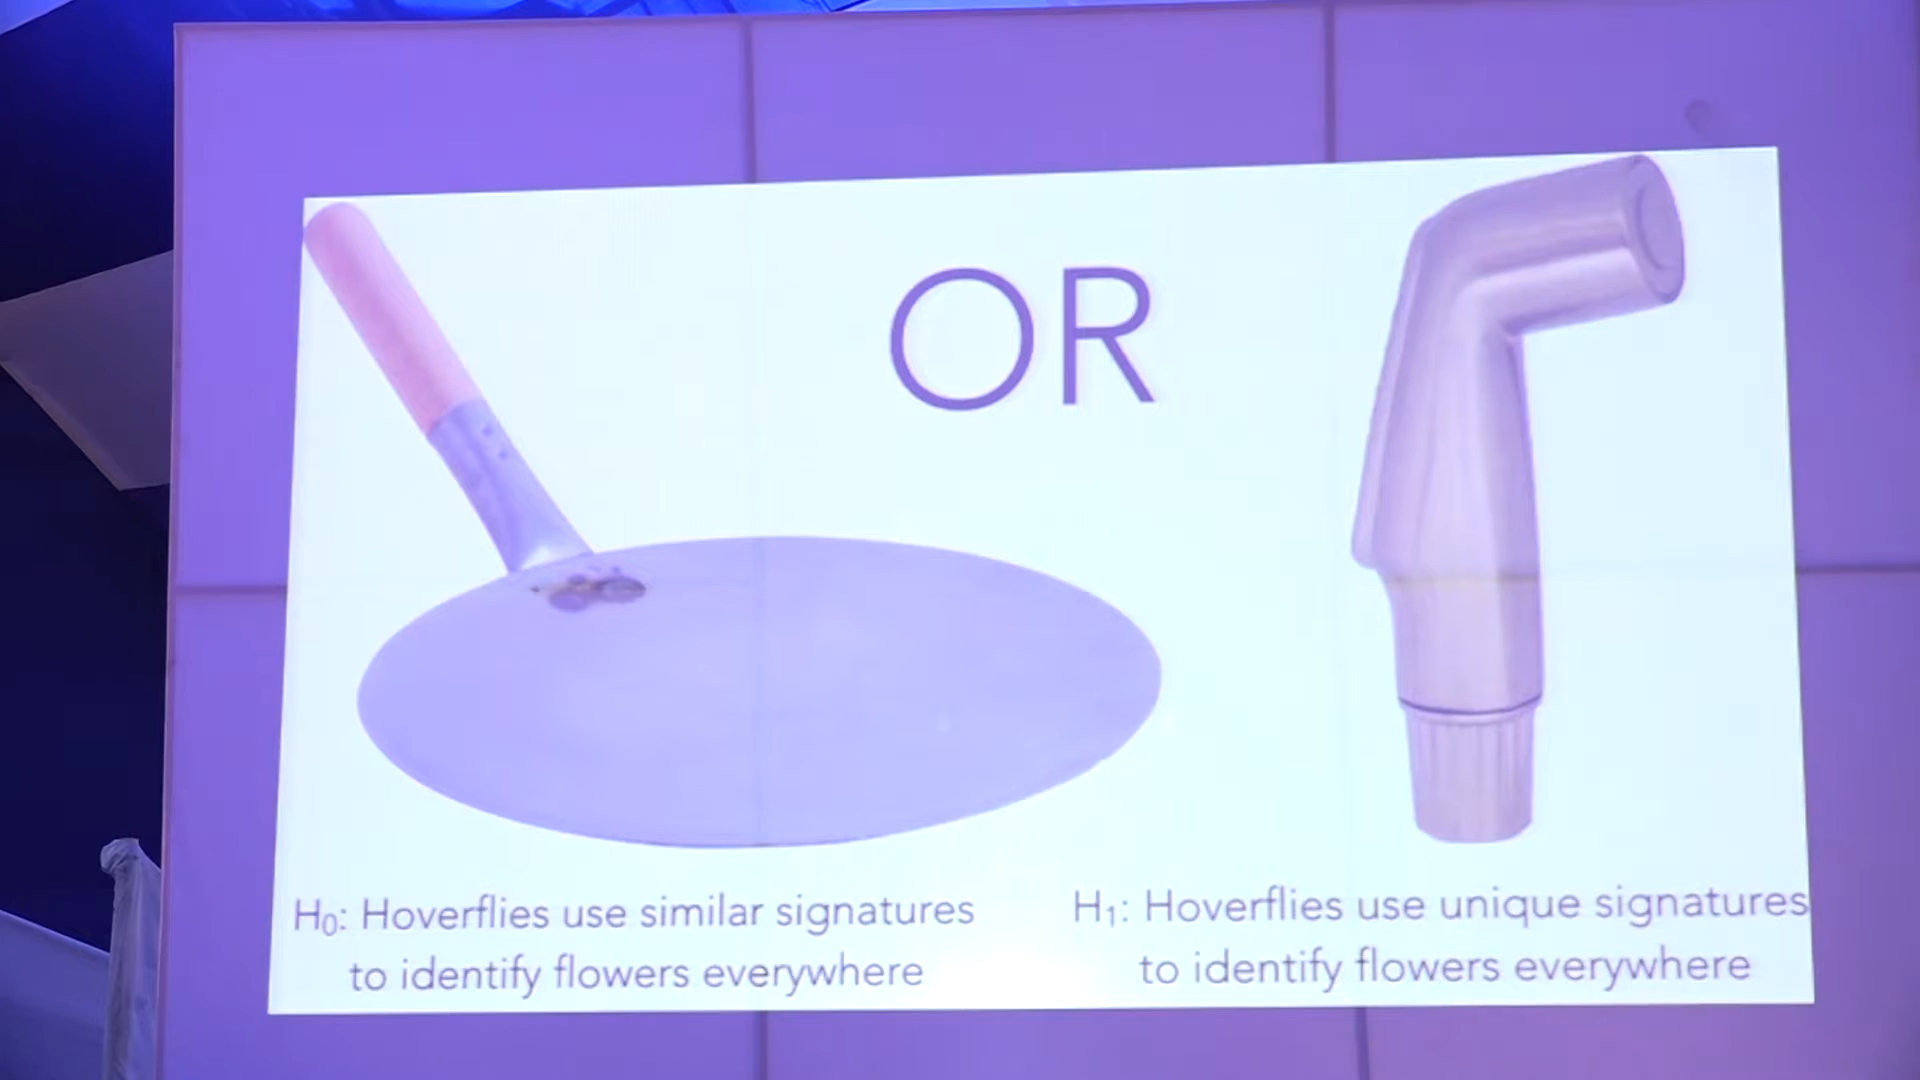 OR
H₀: Hoverflies use similar signatures
to identify flowers everywhere
H₁: Hoverflies use unique signatures
to identify flowers everywhere